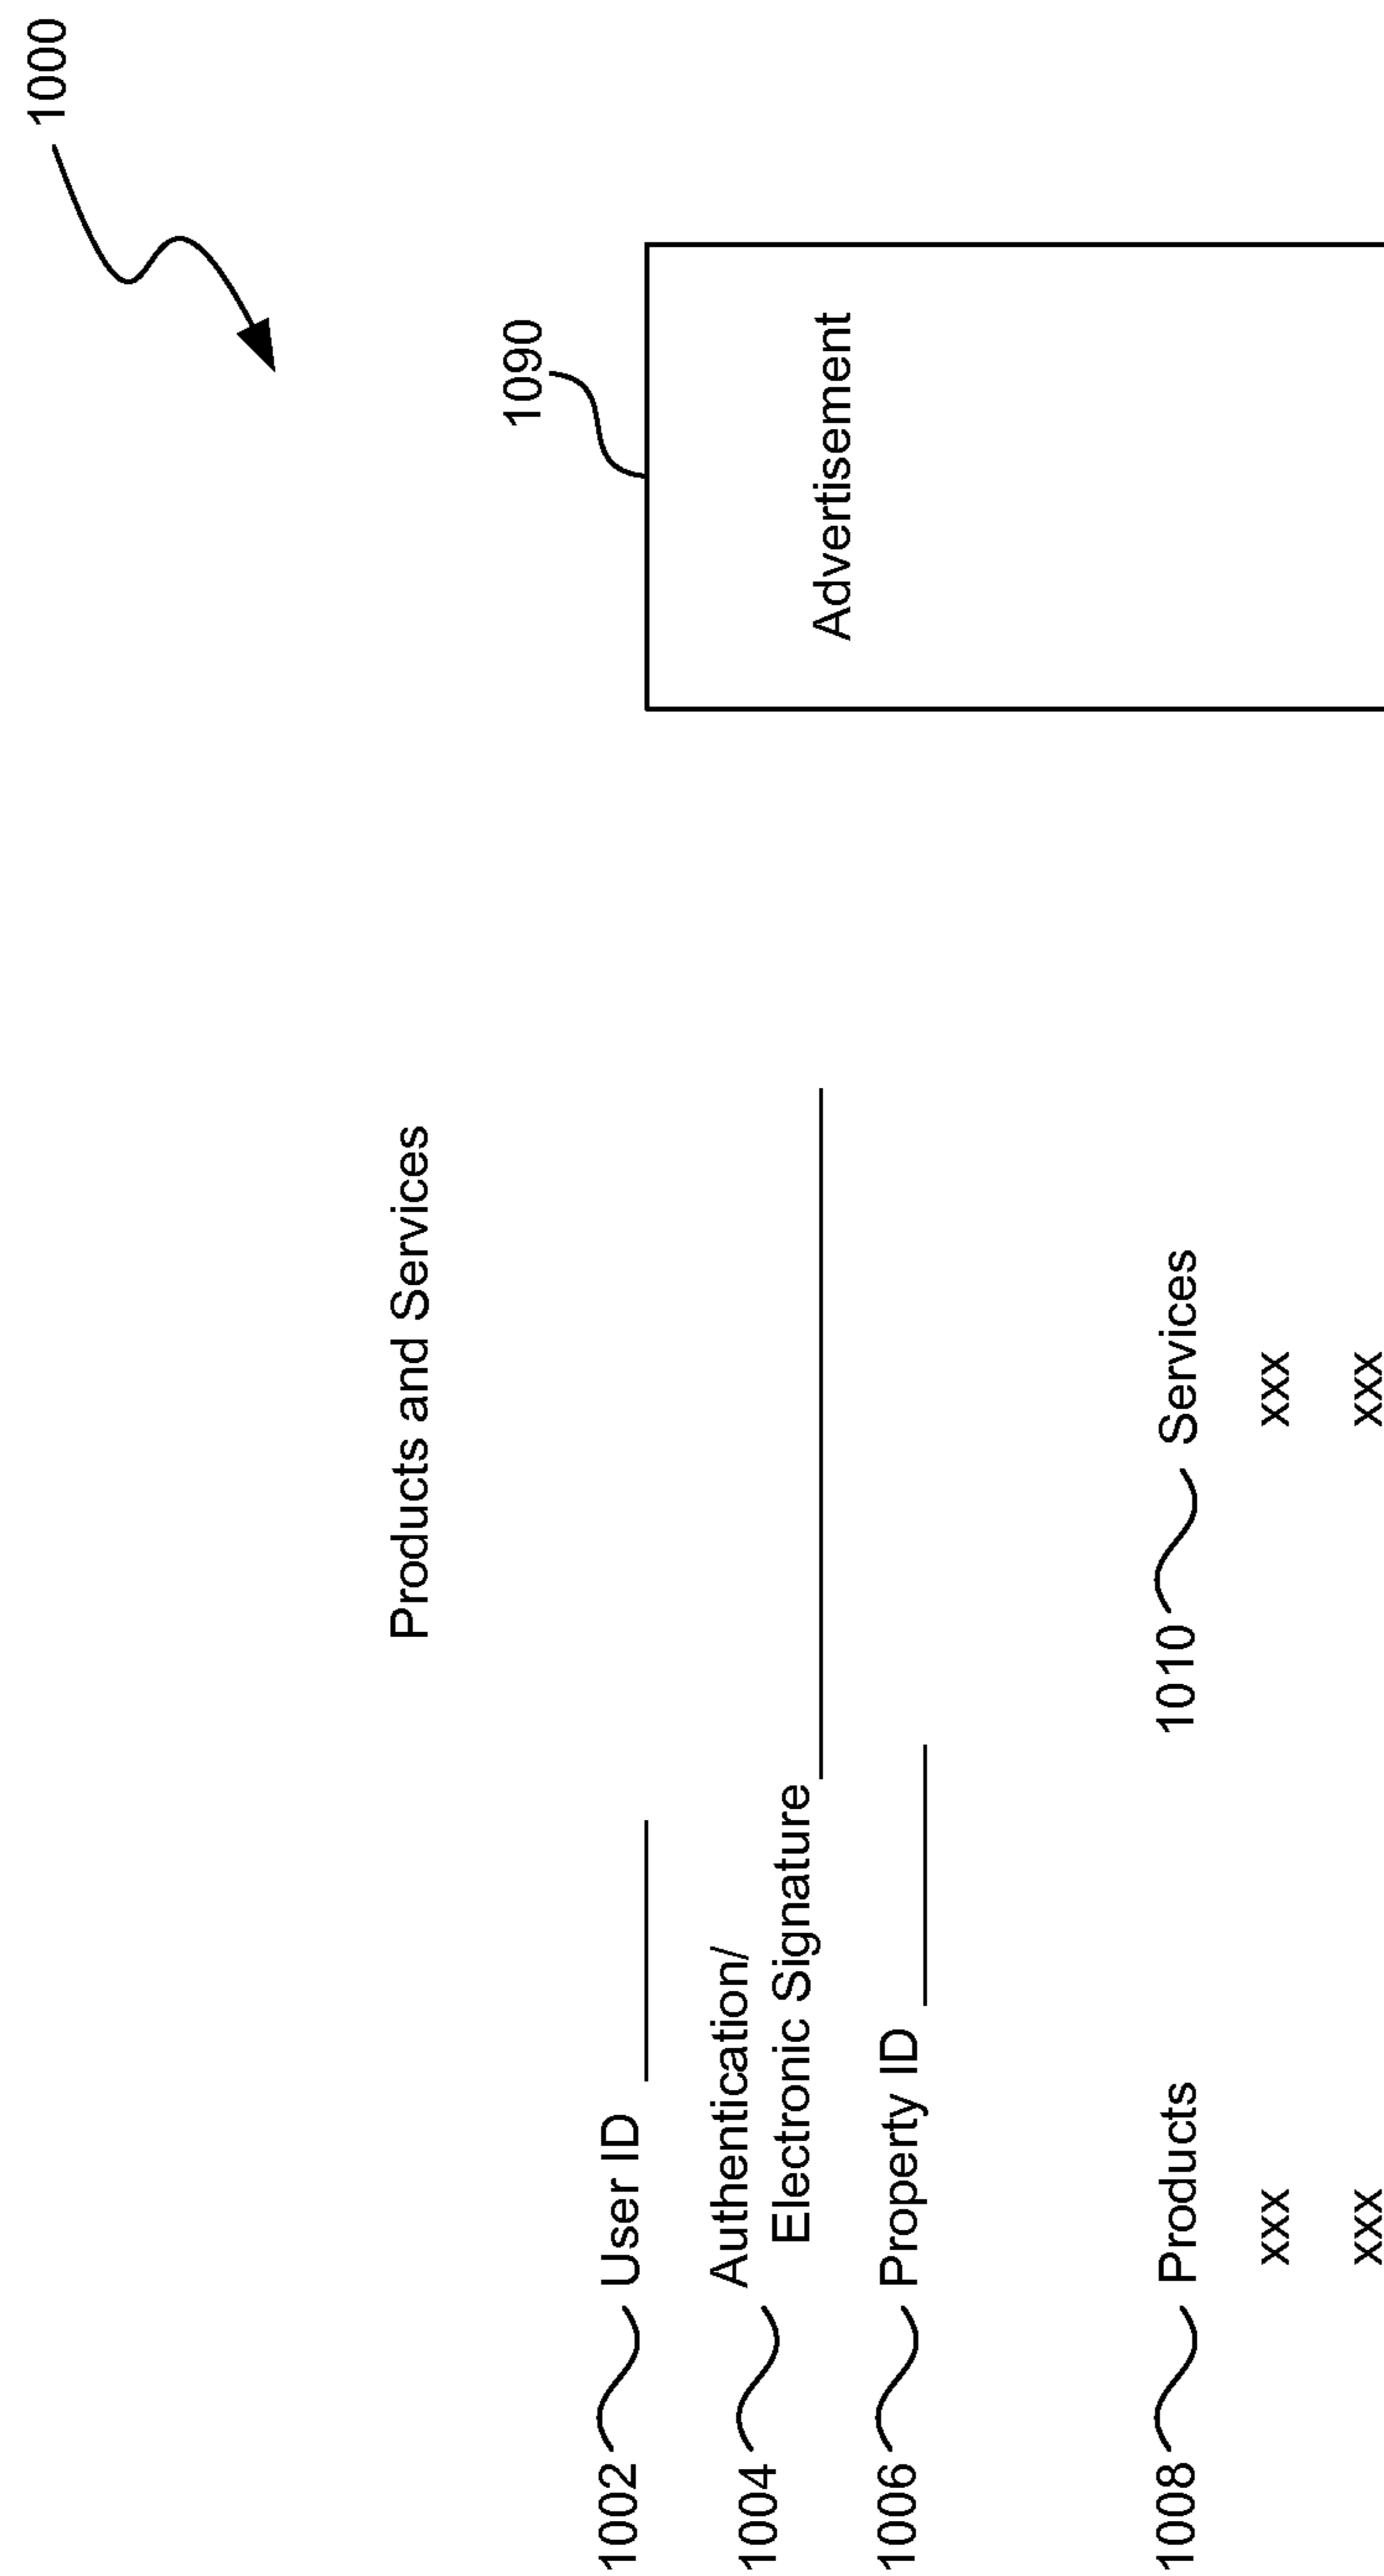 1000
Products and Services
1090
1002 User ID
Advertisement
1004 Authentication/
Electronic Signature
1006 Property ID
1008 Products 1010 Services
xxx xxx
xxx xxx